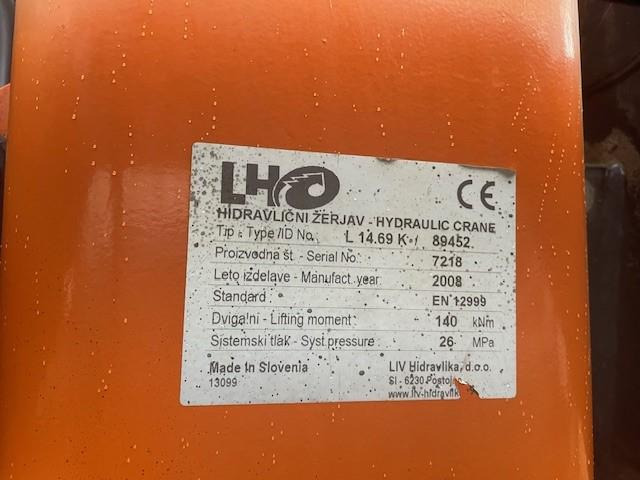 LH
CE
HIDRAVLIČNI ŽERJAV - HYDRAULIC CRANE
Tip - Type /ID No. L 14.69 K / 89452
Proizvodna št. - Serial No. 7218
Leto izdelave - Manufact. year: 2008
Standard : EN 12999
Dvigalni - Lifting moment : 140 kNm
Sistemski tlak - Syst pressure : 26 MPa
Made in Slovenia LIV Hidravlika, d.o.o.
13099 SI - 6230